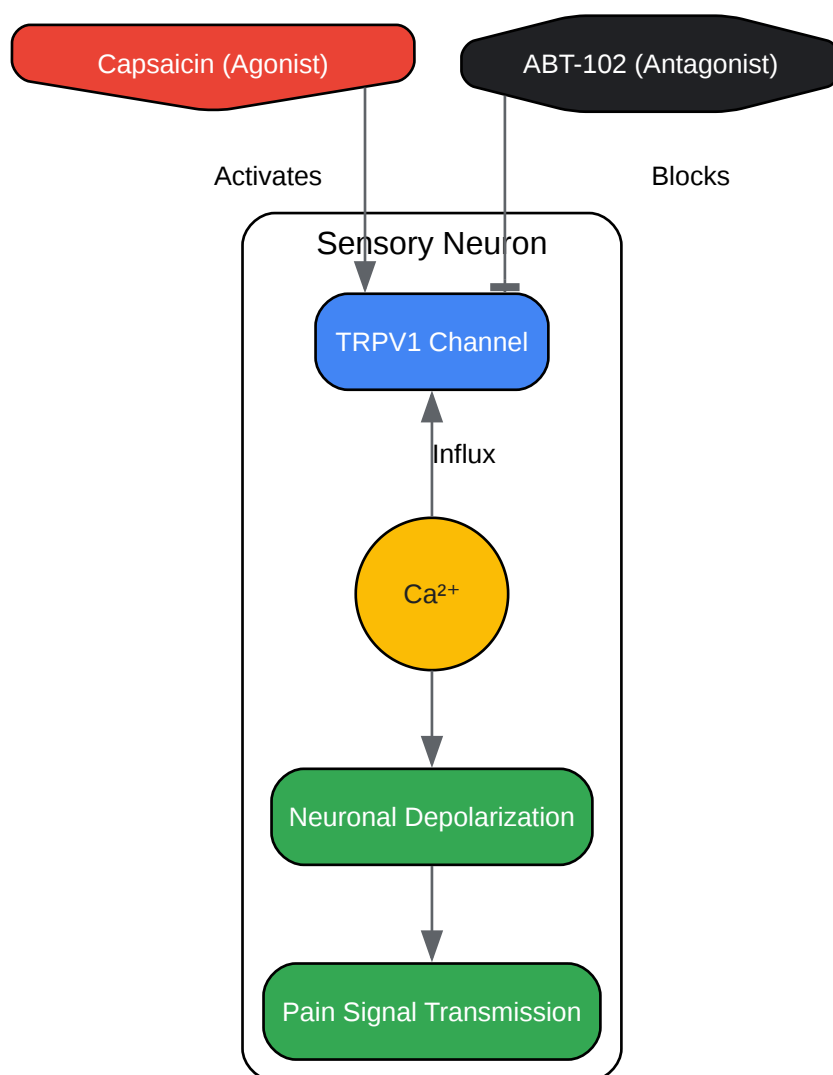 Capsaicin (Agonist)
ABT-102 (Antagonist)
Activates
Blocks
Sensory Neuron
TRPV1 Channel
Influx
Ca²⁺
Neuronal Depolarization
Pain Signal Transmission